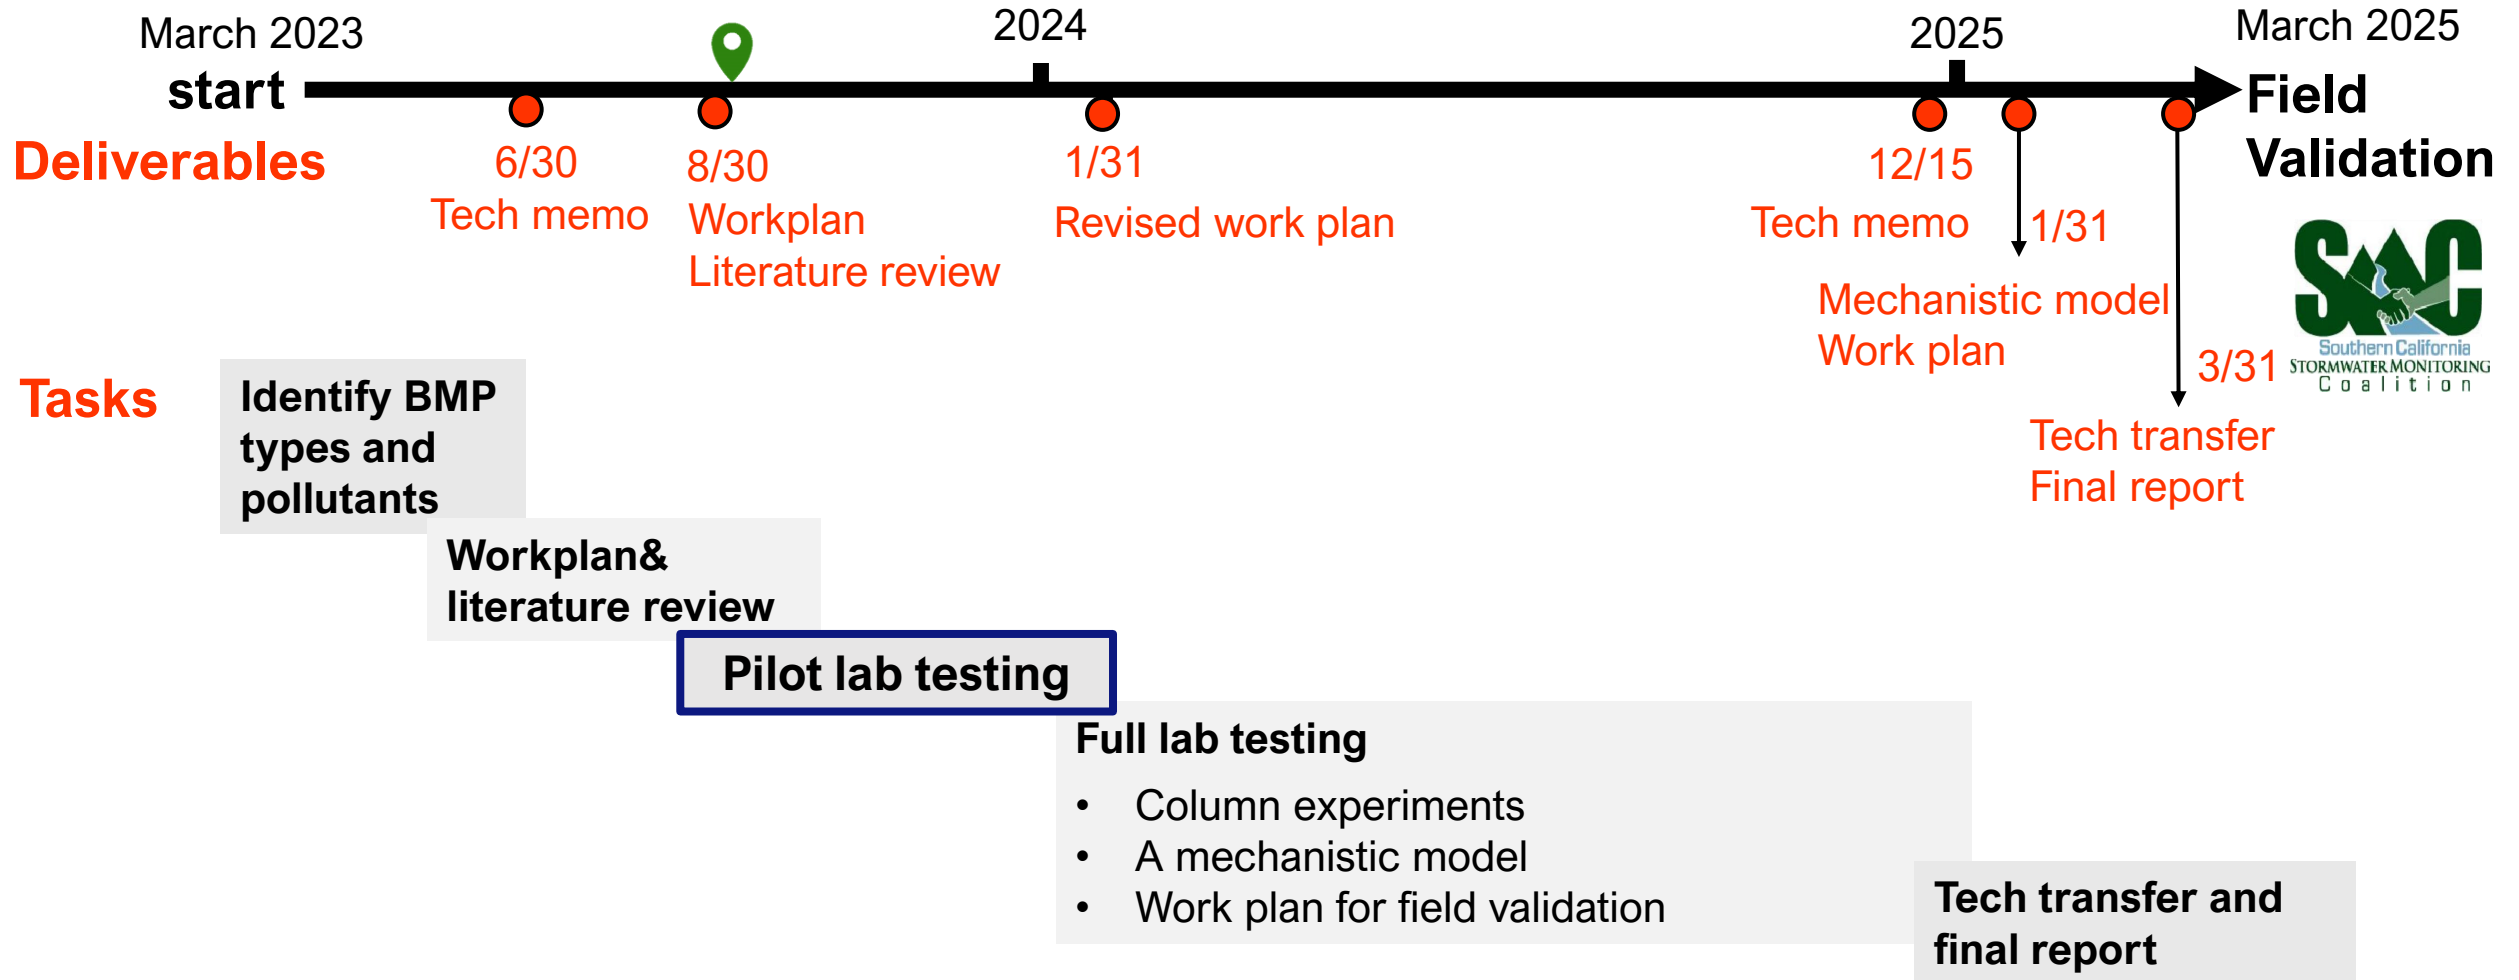 March 2023
2024
2025
March 2025
start
Field
Validation
Deliverables
6/30
Tech memo
8/30
Workplan
Literature review
1/31
Revised work plan
12/15
Tech memo
1/31
Mechanistic model
Work plan
3/31
Tech transfer
Final report
SMC
Southern California
STORMWATER MONITORING
Coalition
Tasks
Identify BMP
types and
pollutants
Workplan&
literature review
Pilot lab testing
Full lab testing
• Column experiments
• A mechanistic model
• Work plan for field validation
Tech transfer and
final report